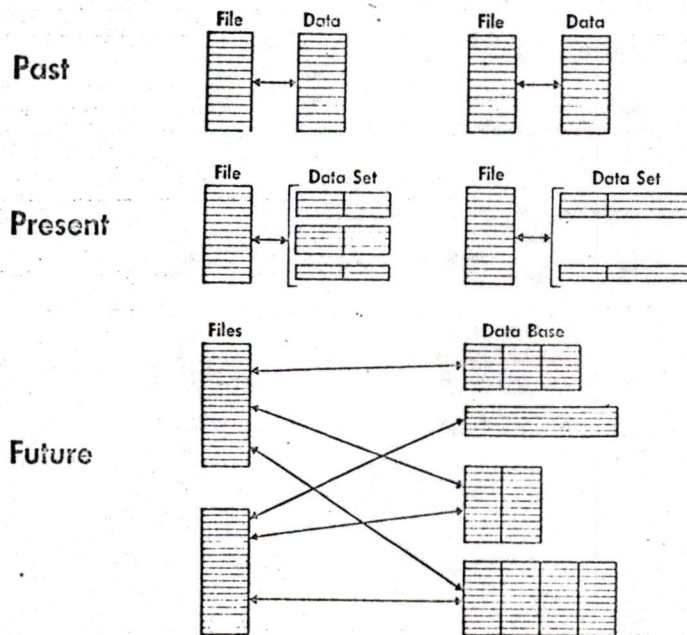 File Data File Data
Past
File Data Set File Data Set
Present
Files Data Base
Future